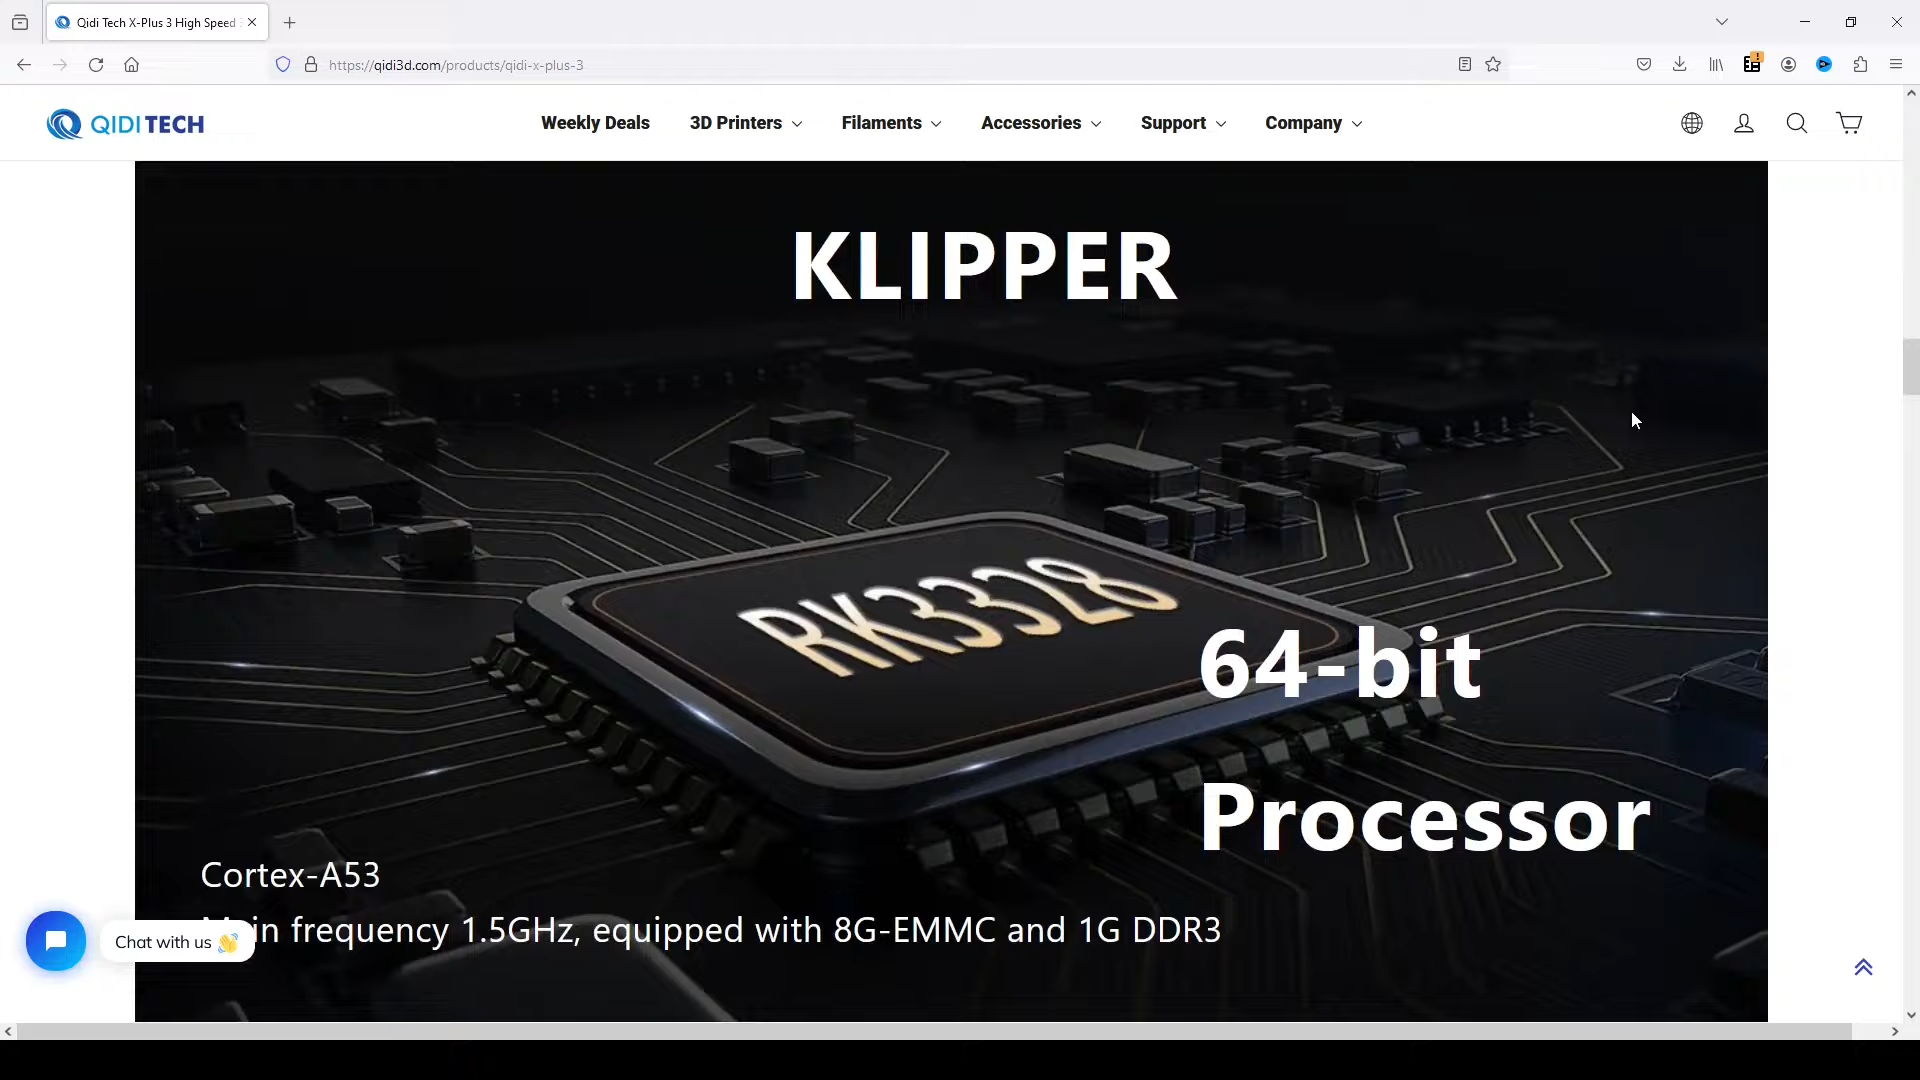 Qidi Tech X-Plus 3 High Speed
https://qidi3d.com/products/qidi-x-plus-3
QIDI TECH
Weekly Deals
3D Printers
Filaments
Accessories
Support
Company
KLIPPER
RK3328
64-bit
Processor
Cortex-A53
in frequency 1.5GHz, equipped with 8G-EMMC and 1G DDR3
Chat with us 👋